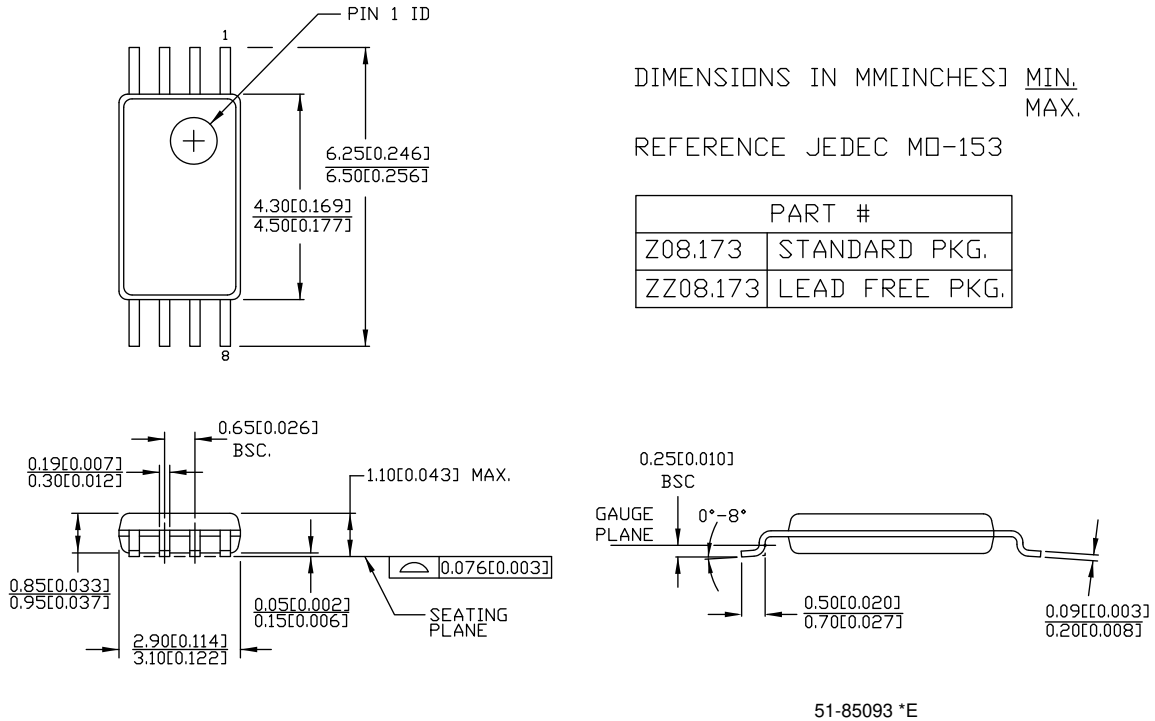 PIN 1 ID
1
6.25[0.246]
6.50[0.256]
4.30[0.169]
4.50[0.177]
8
DIMENSIONS IN MM[INCHES] MIN.
MAX.
REFERENCE JEDEC MO-153
PART #
Z08.173 STANDARD PKG.
ZZ08.173 LEAD FREE PKG.
0.65[0.026]
BSC.
0.19[0.007]
0.30[0.012]
1.10[0.043] MAX.
0.85[0.033]
0.95[0.037]
0.076[0.003]
0.05[0.002]
0.15[0.006]
SEATING
PLANE
2.90[0.114]
3.10[0.122]
0.25[0.010]
BSC
GAUGE
PLANE
0°-8°
0.50[0.020]
0.70[0.027]
0.09[[0.003]
0.20[0.008]
51-85093 *E